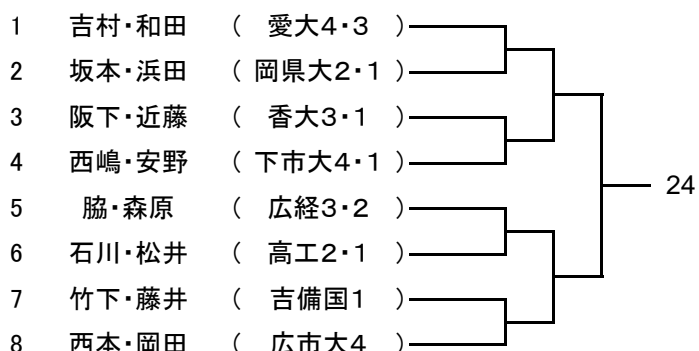 1 吉村・和田 ( 愛大4・3 )
2 坂本・浜田 ( 岡県大2・1 )
3 阪下・近藤 ( 香大3・1 )
4 西嶋・安野 ( 下市大4・1 )
24
5 脇・森原 ( 広経3・2 )
6 石川・松井 ( 高工2・1 )
7 竹下・藤井 ( 吉備国1 )
8 西本・岡田 ( 広市大4 )